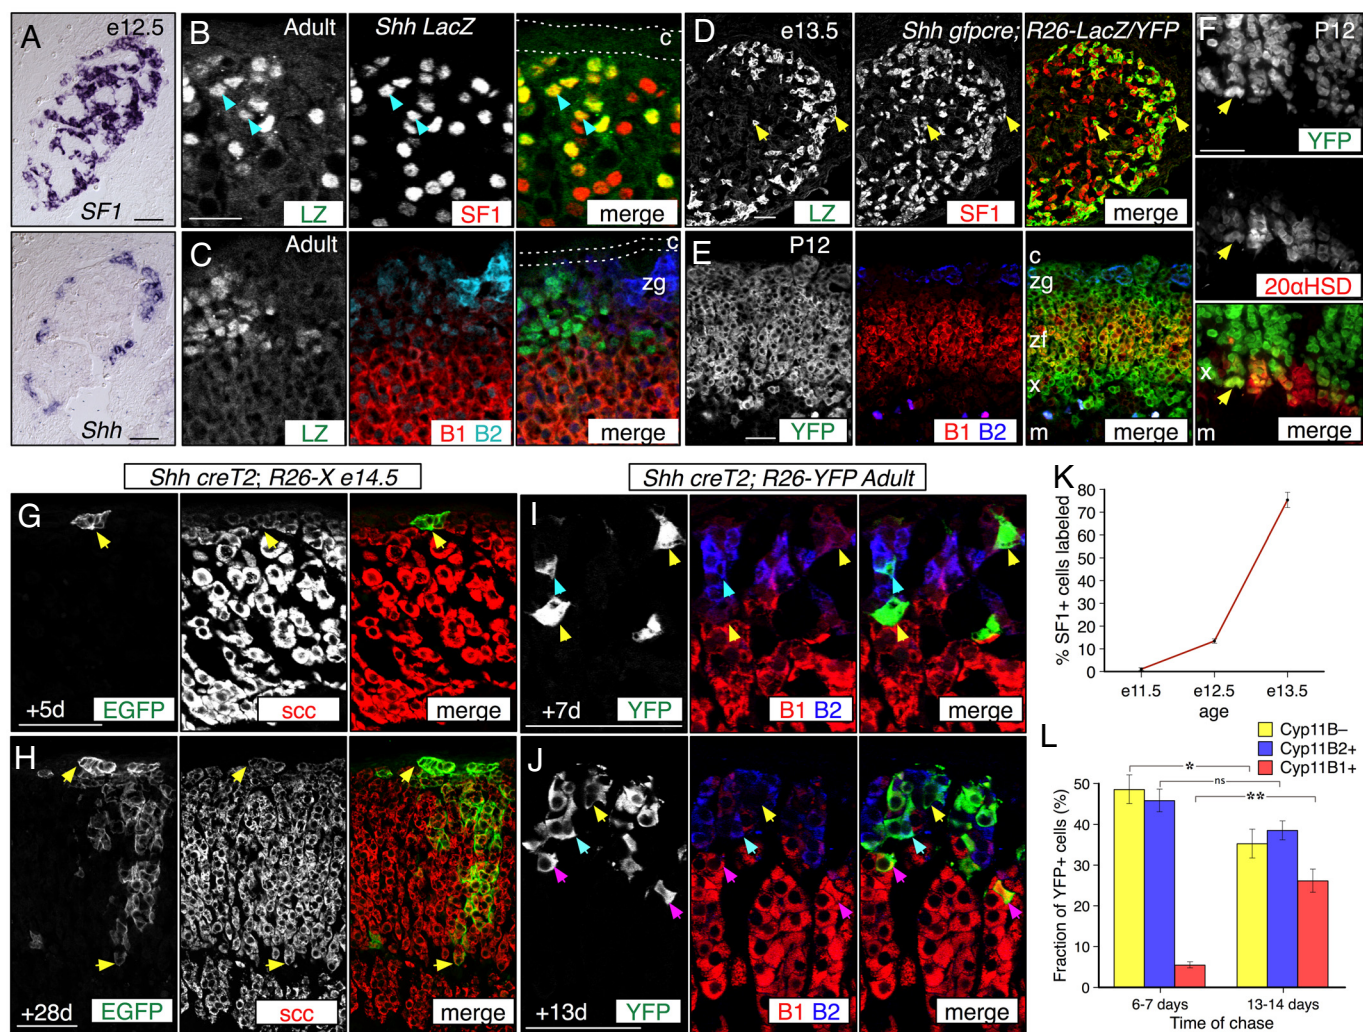 A
e12.5
SF1
Shh
B
Adult
Shh LacZ
c
LZ
SF1
merge
C
Adult
c
zg
LZ
B1 B2
merge
D
e13.5
Shh gfpcre; R26-LacZ/YFP
LZ
SF1
merge
E
P12
c
zg
zf
x
m
YFP
B1 B2
merge
F
P12
YFP
20αHSD
x
m
merge
Shh creT2; R26-X e14.5
G
+5d
EGFP
scc
merge
H
+28d
EGFP
scc
merge
Shh creT2; R26-YFP Adult
I
+7d
YFP
B1 B2
merge
J
+13d
YFP
B1 B2
merge
K
% SF1+ cells labeled
80
70
60
50
40
30
20
10
0
e11.5 e12.5 e13.5
age
L
Cyp11B–
Cyp11B2+
Cyp11B1+
* ns **
Fraction of YFP+ cells (%)
50
40
30
20
10
0
6-7 days 13-14 days
Time of chase